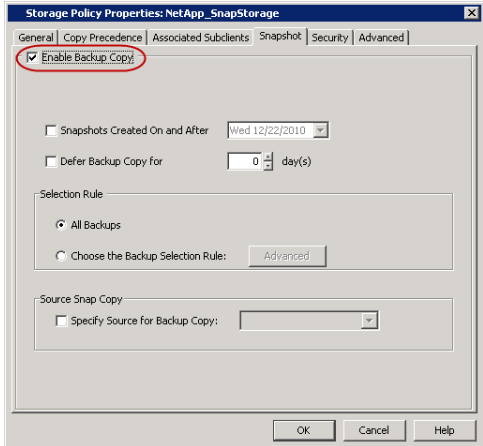 Storage Policy Properties: NetApp_SnapStorage
General Copy Precedence Associated Subclients Snapshot Security Advanced
Enable Backup Copy
Snapshots Created On and After Wed 12/22/2010
Defer Backup Copy for 0 day(s)
Selection Rule
All Backups
Choose the Backup Selection Rule: Advanced
Source Snap Copy
Specify Source for Backup Copy:
OK Cancel Help